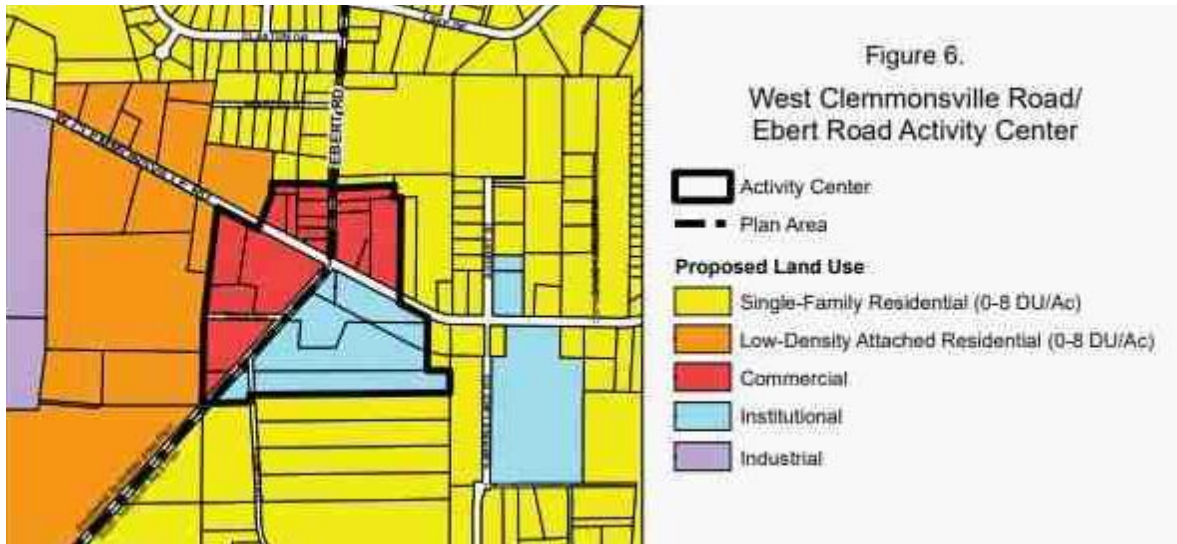 EBERT RD
Figure 6.
West Clemmonsville Road/
Ebert Road Activity Center
Activity Center
Plan Area
Proposed Land Use
Single-Family Residential (0-8 DU/Ac)
Low-Density Attached Residential (0-8 DU/Ac)
Commercial
Institutional
Industrial